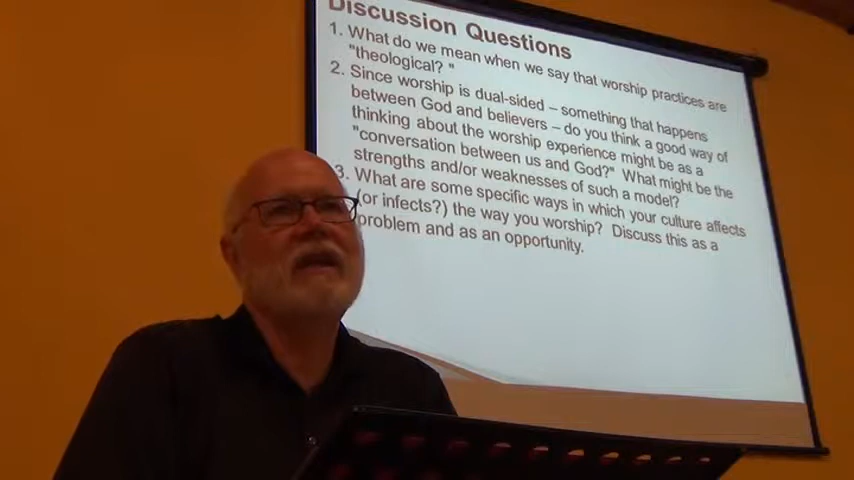 Discussion Questions
1. What do we mean when we say that worship practices are
"theological? "
2. Since worship is dual-sided – something that happens
between God and believers – do you think a good way of
thinking about the worship experience might be as a
"conversation between us and God?" What might be the
strengths and/or weaknesses of such a model?
3. What are some specific ways in which your culture affects
(or infects?) the way you worship? Discuss this as a
problem and as an opportunity.